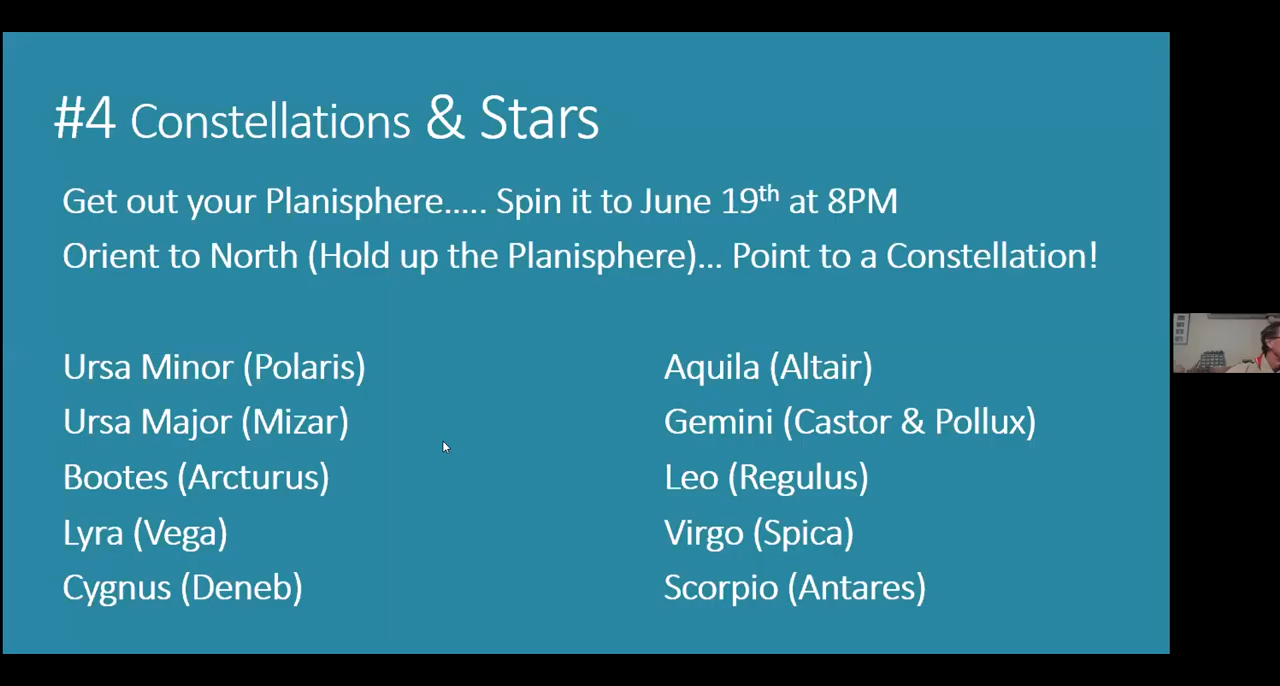 #4 Constellations & Stars
Get out your Planisphere..... Spin it to June 19th at 8PM
Orient to North (Hold up the Planisphere)... Point to a Constellation!
Ursa Minor (Polaris)
Ursa Major (Mizar)
Bootes (Arcturus)
Lyra (Vega)
Cygnus (Deneb)
Aquila (Altair)
Gemini (Castor & Pollux)
Leo (Regulus)
Virgo (Spica)
Scorpio (Antares)